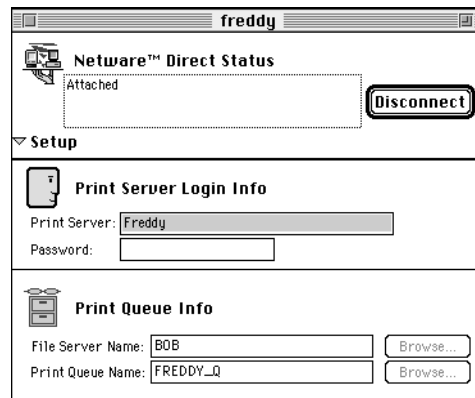 freddy
Netware™ Direct Status
Attached
Disconnect
Setup
Print Server Login Info
Print Server: Freddy
Password:
Print Queue Info
File Server Name: BOB Browse...
Print Queue Name: FREDDY_Q Browse...